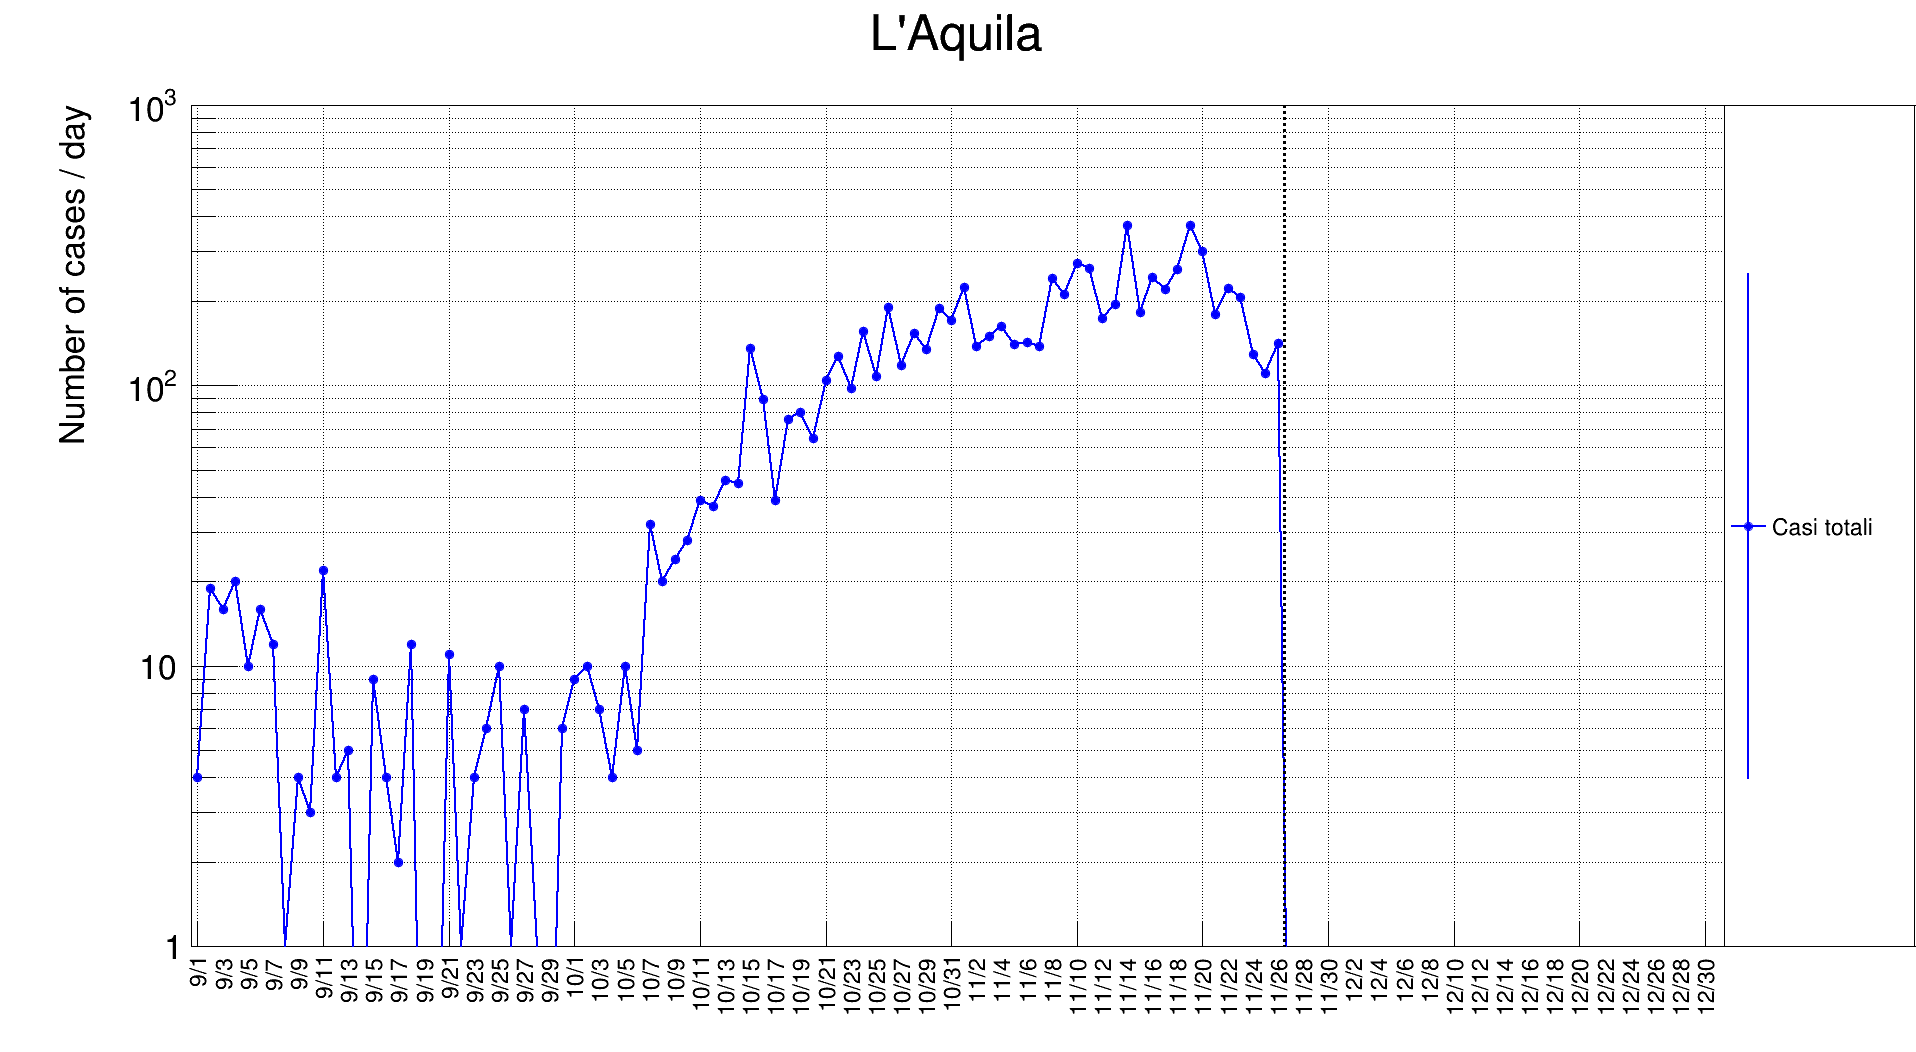 L'Aquila
Number of cases / day
10³
10²
10
1
9/1 9/3 9/5 9/7 9/9 9/11 9/13 9/15 9/17 9/19 9/21 9/23 9/25 9/27 9/29 10/1 10/3 10/5 10/7 10/9 10/11 10/13 10/15 10/17 10/19 10/21 10/23 10/25 10/27 10/29 10/31 11/2 11/4 11/6 11/8 11/10 11/12 11/14 11/16 11/18 11/20 11/22 11/24 11/26 11/28 11/30 12/2 12/4 12/6 12/8 12/10 12/12 12/14 12/16 12/18 12/20 12/22 12/24 12/26 12/28 12/30
Casi totali